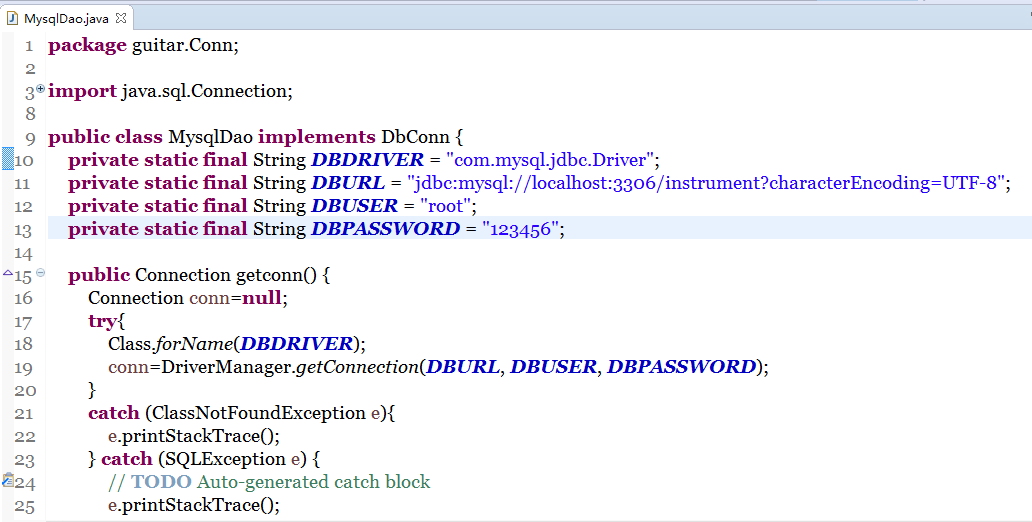 MysqlDao.java
1 package guitar.Conn;
2
3 import java.sql.Connection;
8
9 public class MysqlDao implements DbConn {
10 private static final String DBDRIVER = "com.mysql.jdbc.Driver";
11 private static final String DBURL = "jdbc:mysql://localhost:3306/instrument?characterEncoding=UTF-8";
12 private static final String DBUSER = "root";
13 private static final String DBPASSWORD = "123456";
14
15 public Connection getconn() {
16 Connection conn=null;
17 try{
18 Class.forName(DBDRIVER);
19 conn=DriverManager.getConnection(DBURL, DBUSER, DBPASSWORD);
20 }
21 catch (ClassNotFoundException e){
22 e.printStackTrace();
23 } catch (SQLException e) {
24 // TODO Auto-generated catch block
25 e.printStackTrace();